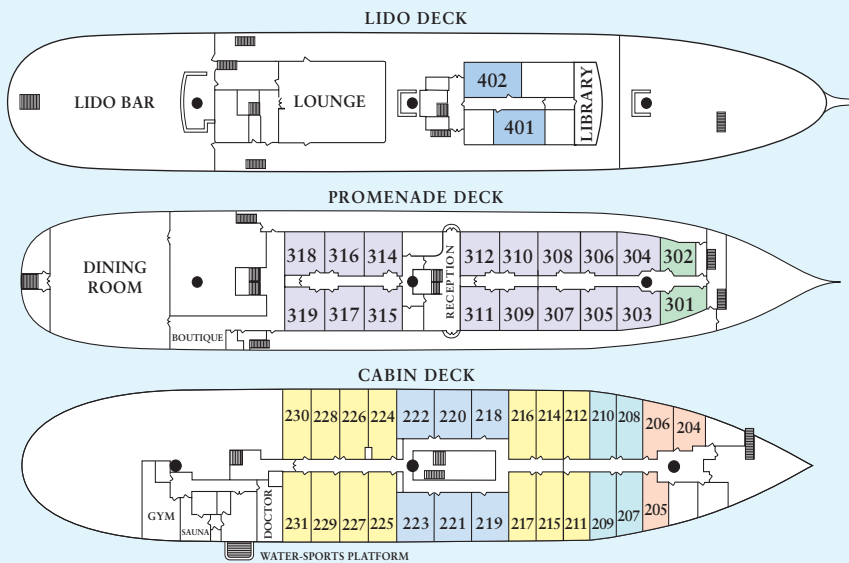 LIDO DECK
402
LIDO BAR
LOUNGE
LIBRARY
401
PROMENADE DECK
318 316 314
312 310 308 306 304 302
DINING
ROOM
RECEPTION
319 317 315
311 309 307 305 303 301
BOUTIQUE
CABIN DECK
230 228 226 224 222 220 218 216 214 212 210 208 206 204
GYM
SAUNA
DOCTOR
231 229 227 225 223 221 219 217 215 211 209 207 205
WATER-SPORTS PLATFORM